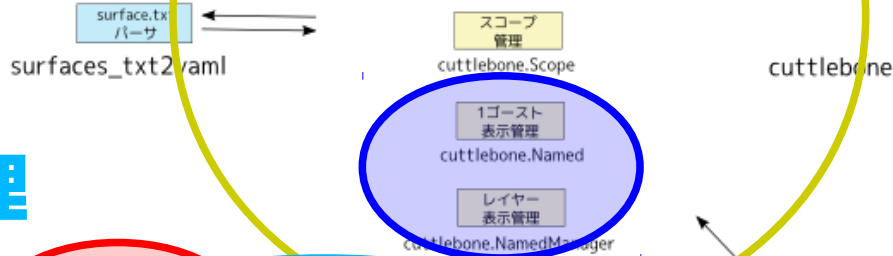 surface.txt
パーサ
surfaces_txt2yaml
スコープ
管理
cuttlebone.Scope
cuttlebone
1ゴースト
表示管理
cuttlebone.Named
レイヤー
表示管理
cuttlebone.NamedManager